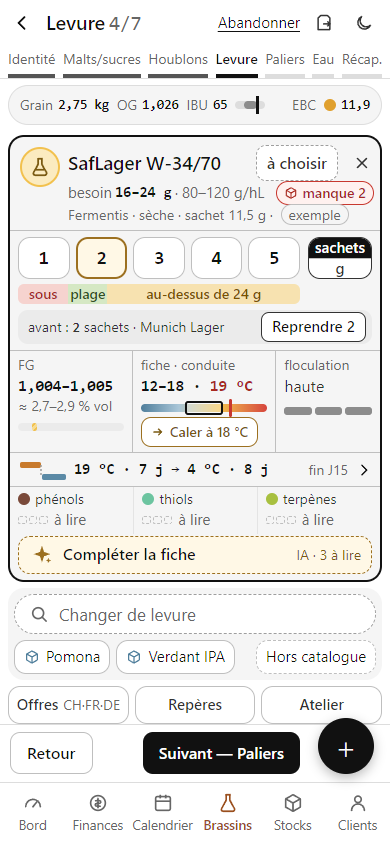 Levure 4/7
Abandonner
Identité Malts/sucres Houblons Levure Paliers Eau Récap.
Grain 2,75 kg OG 1,026 IBU 65 EBC 11,9
SafLager W-34/70
à choisir
besoin 16–24 g · 80–120 g/hL
manque 2
Fermentis · sèche · sachet 11,5 g ·
exemple
1 2 3 4 5
sachets
g
sous plage au-dessus de 24 g
avant : 2 sachets · Munich Lager
Reprendre 2
FG
1,004–1,005
≈ 2,7–2,9 % vol
fiche · conduite
12–18 · 19 °C
→ Caler à 18 °C
floculation
haute
19 °C · 7 j → 4 °C · 8 j
fin J15
phénols
à lire
thiols
à lire
terpènes
à lire
Compléter la fiche
IA · 3 à lire
Changer de levure
Pomona
Verdant IPA
Hors catalogue
Offres CH·FR·DE
Repères
Atelier
Retour
Suivant — Paliers
+
Bord Finances Calendrier Brassins Stocks Clients